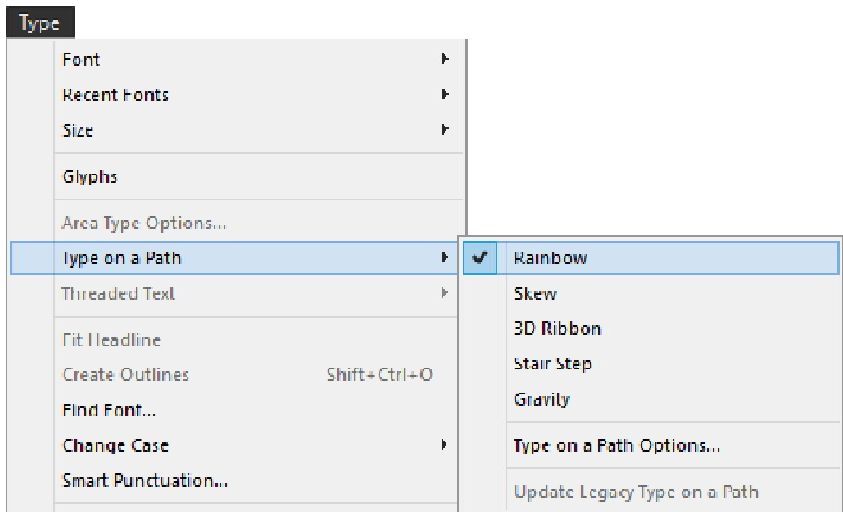 Type
Font
Recent Fonts
Size
Glyphs
Area Type Options...
Type on a Path
Threaded Text
Fit Headline
Create Outlines Shift+Ctrl+O
Find Font...
Change Case
Smart Punctuation...
Rainbow
Skew
3D Ribbon
Stair Step
Gravity
Type on a Path Options...
Update Legacy Type on a Path